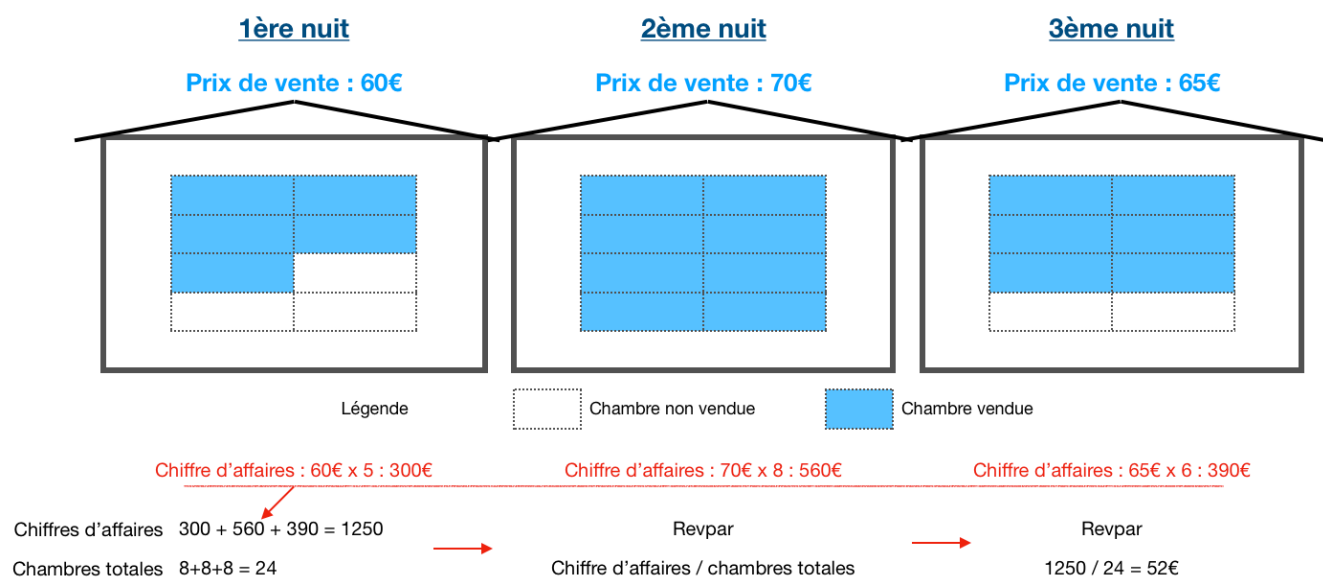 1ère nuit
2ème nuit
3ème nuit
Prix de vente : 60€
Prix de vente : 70€
Prix de vente : 65€
Légende
Chambre non vendue
Chambre vendue
Chiffre d'affaires : 60€ x 5 : 300€
Chiffre d'affaires : 70€ x 8 : 560€
Chiffre d'affaires : 65€ x 6 : 390€
Chiffres d'affaires 300 + 560 + 390 = 1250
Revpar
Revpar
Chambres totales 8+8+8 = 24
Chiffre d'affaires / chambres totales
1250 / 24 = 52€